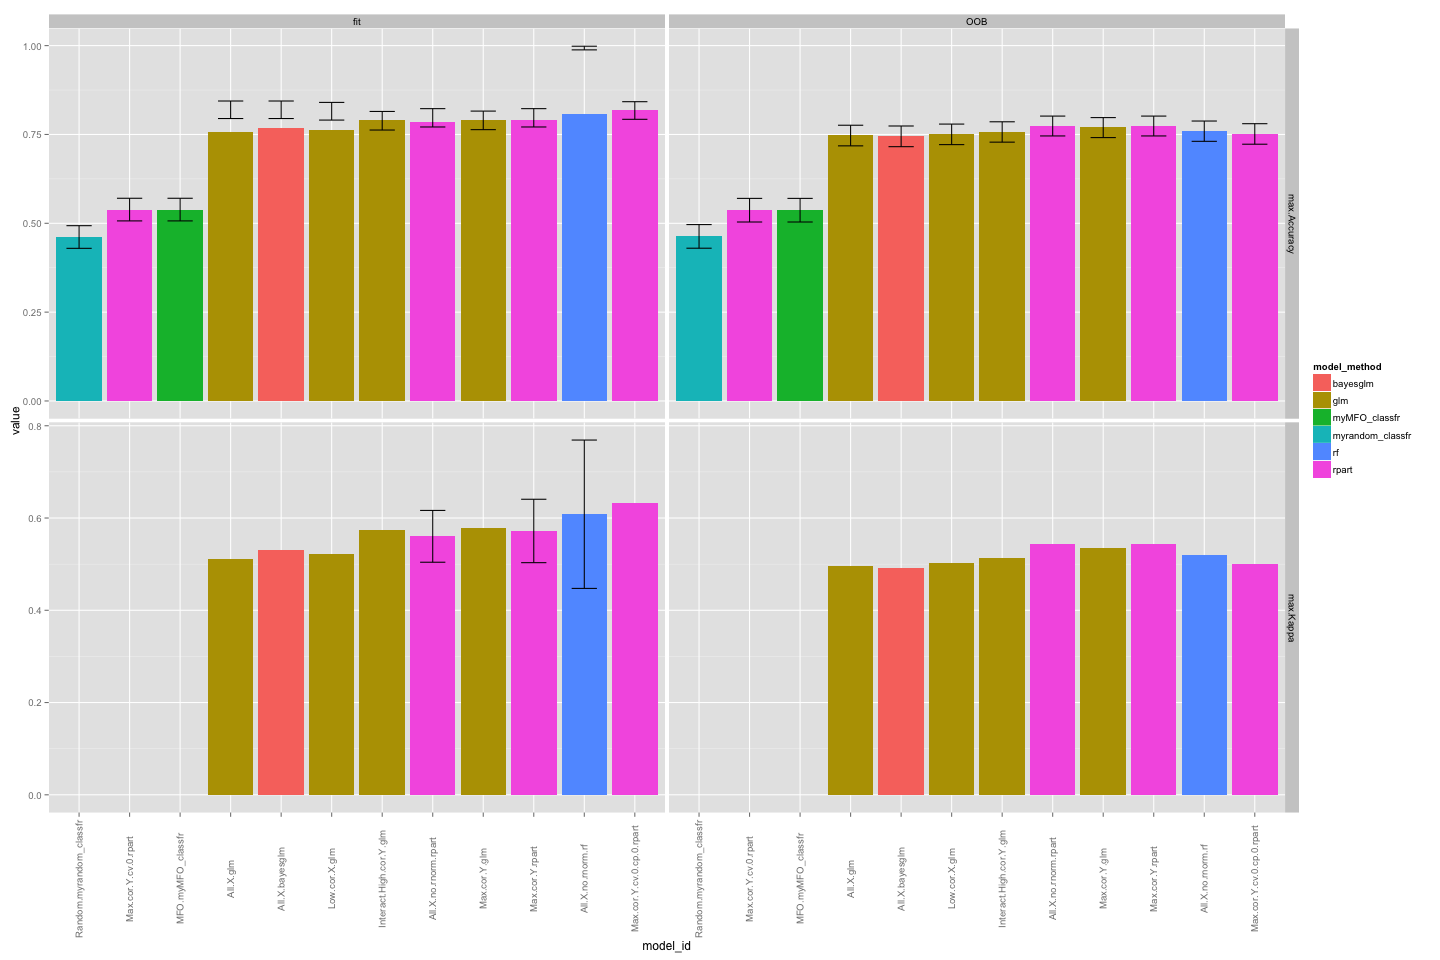 fit
OOB
1.00
0.75
0.50
0.25
0.00
max.Accuracy
0.8
0.6
0.4
0.2
0.0
max.Kappa
value
Random.myrandom_classfr
Max.cor.Y.cv.0.rpart
MFO.myMFO_classfr
All.X.glm
All.X.bayesglm
Low.cor.X.glm
Interact.High.cor.Y.glm
All.X.no.rnorm.rpart
Max.cor.Y.glm
Max.cor.Y.rpart
All.X.no.rnorm.rf
Max.cor.Y.cv.0.cp.0.rpart
Random.myrandom_classfr
Max.cor.Y.cv.0.rpart
MFO.myMFO_classfr
All.X.glm
All.X.bayesglm
Low.cor.X.glm
Interact.High.cor.Y.glm
All.X.no.rnorm.rpart
Max.cor.Y.glm
Max.cor.Y.rpart
All.X.no.rnorm.rf
Max.cor.Y.cv.0.cp.0.rpart
model_id
model_method
bayesglm
glm
myMFO_classfr
myrandom_classfr
rf
rpart